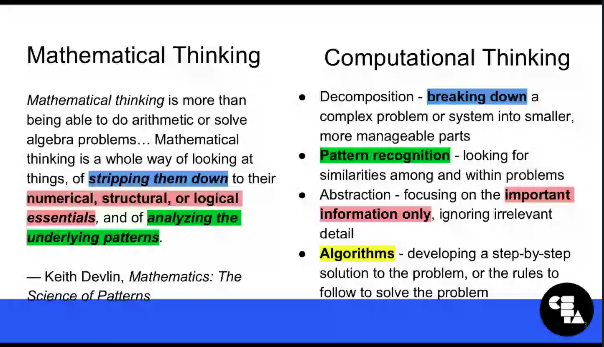 Mathematical Thinking
Mathematical thinking is more than
being able to do arithmetic or solve
algebra problems… Mathematical
thinking is a whole way of looking at
things, of stripping them down to their
numerical, structural, or logical
essentials, and of analyzing the
underlying patterns.
— Keith Devlin, Mathematics: The
Science of Patterns
Computational Thinking
● Decomposition - breaking down a
complex problem or system into smaller,
more manageable parts
● Pattern recognition - looking for
similarities among and within problems
● Abstraction - focusing on the important
information only, ignoring irrelevant
detail
● Algorithms - developing a step-by-step
solution to the problem, or the rules to
follow to solve the problem
CS
TA